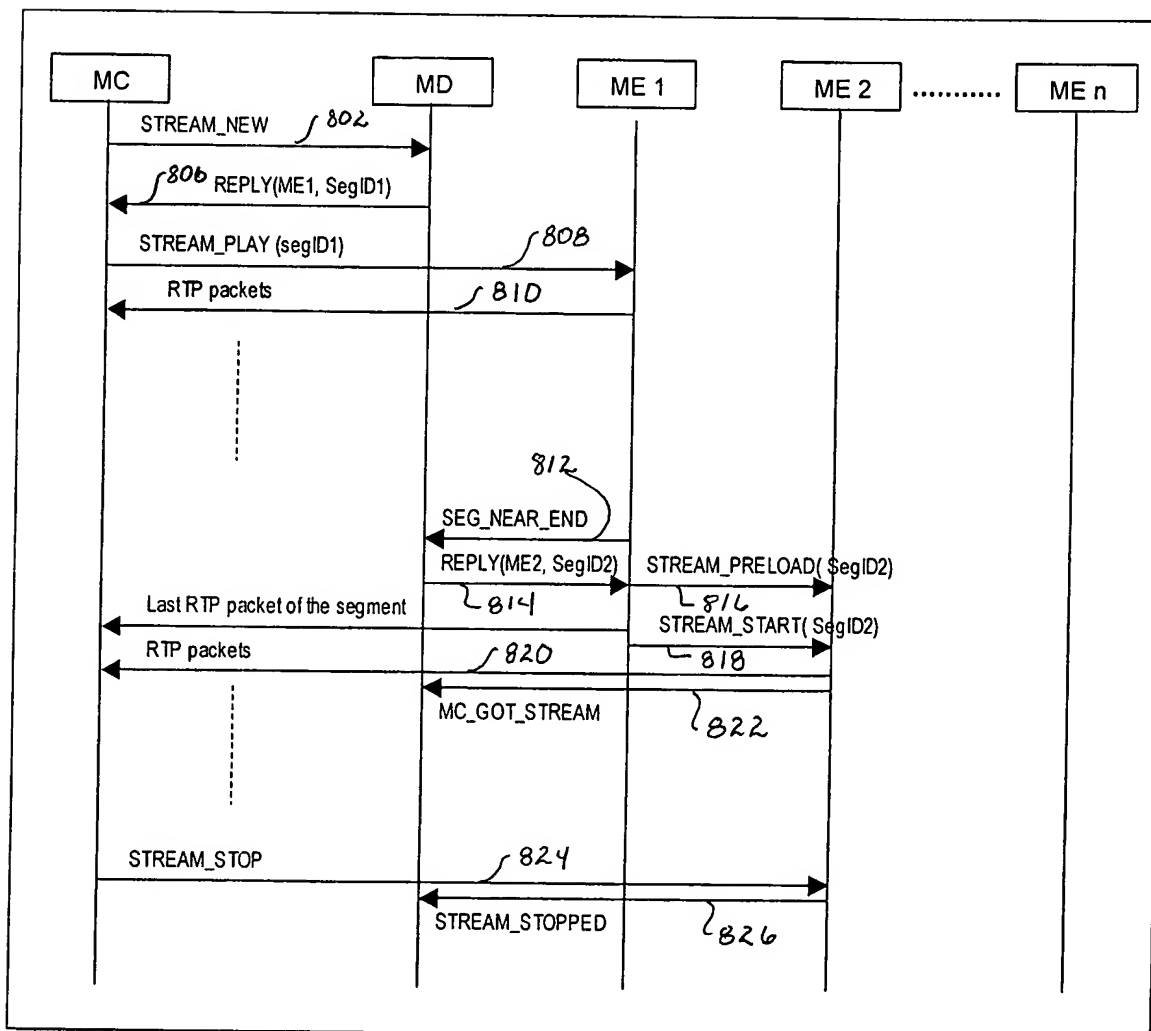 MC
MD
ME 1
ME 2
............
ME n
STREAM_NEW
802
806
REPLY(ME1, SegID1)
STREAM_PLAY (segID1)
808
RTP packets
810
812
SEG_NEAR_END
REPLY(ME2, SegID2)
STREAM_PRELOAD( SegID2)
814
816
Last RTP packet of the segment
STREAM_START( SegID2)
818
RTP packets
820
MC_GOT_STREAM
822
STREAM_STOP
824
STREAM_STOPPED
826